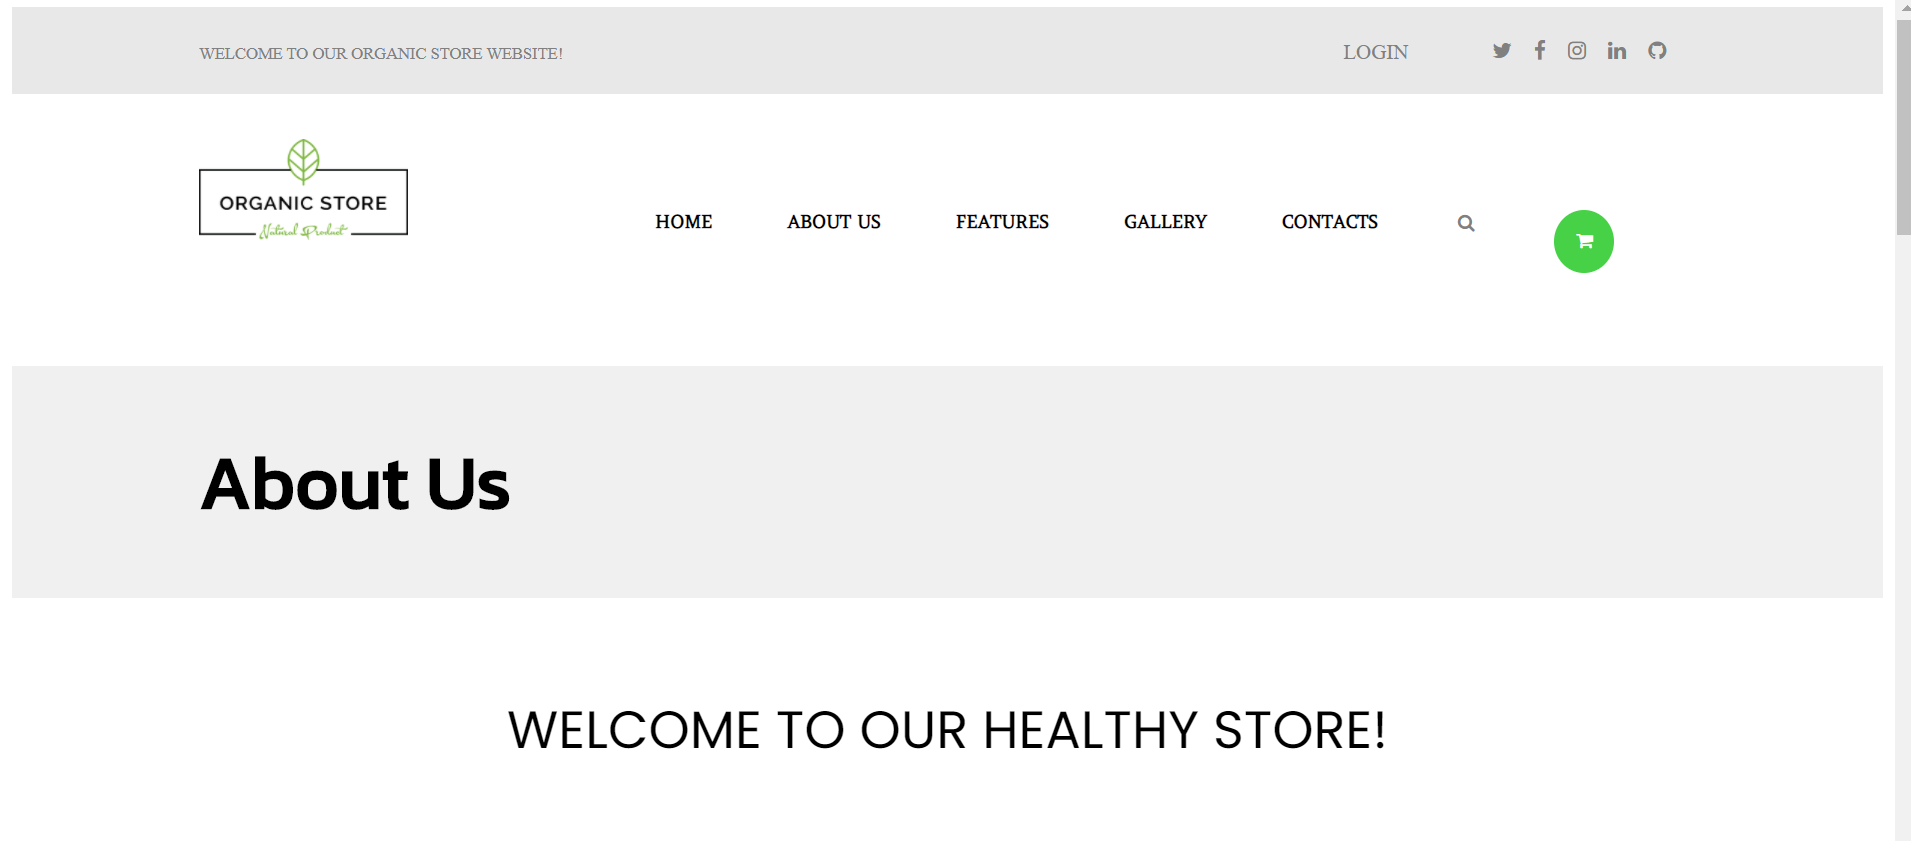 WELCOME TO OUR ORGANIC STORE WEBSITE!
LOGIN
ORGANIC STORE
Natural Product
HOME ABOUT US FEATURES GALLERY CONTACTS
About Us
WELCOME TO OUR HEALTHY STORE!